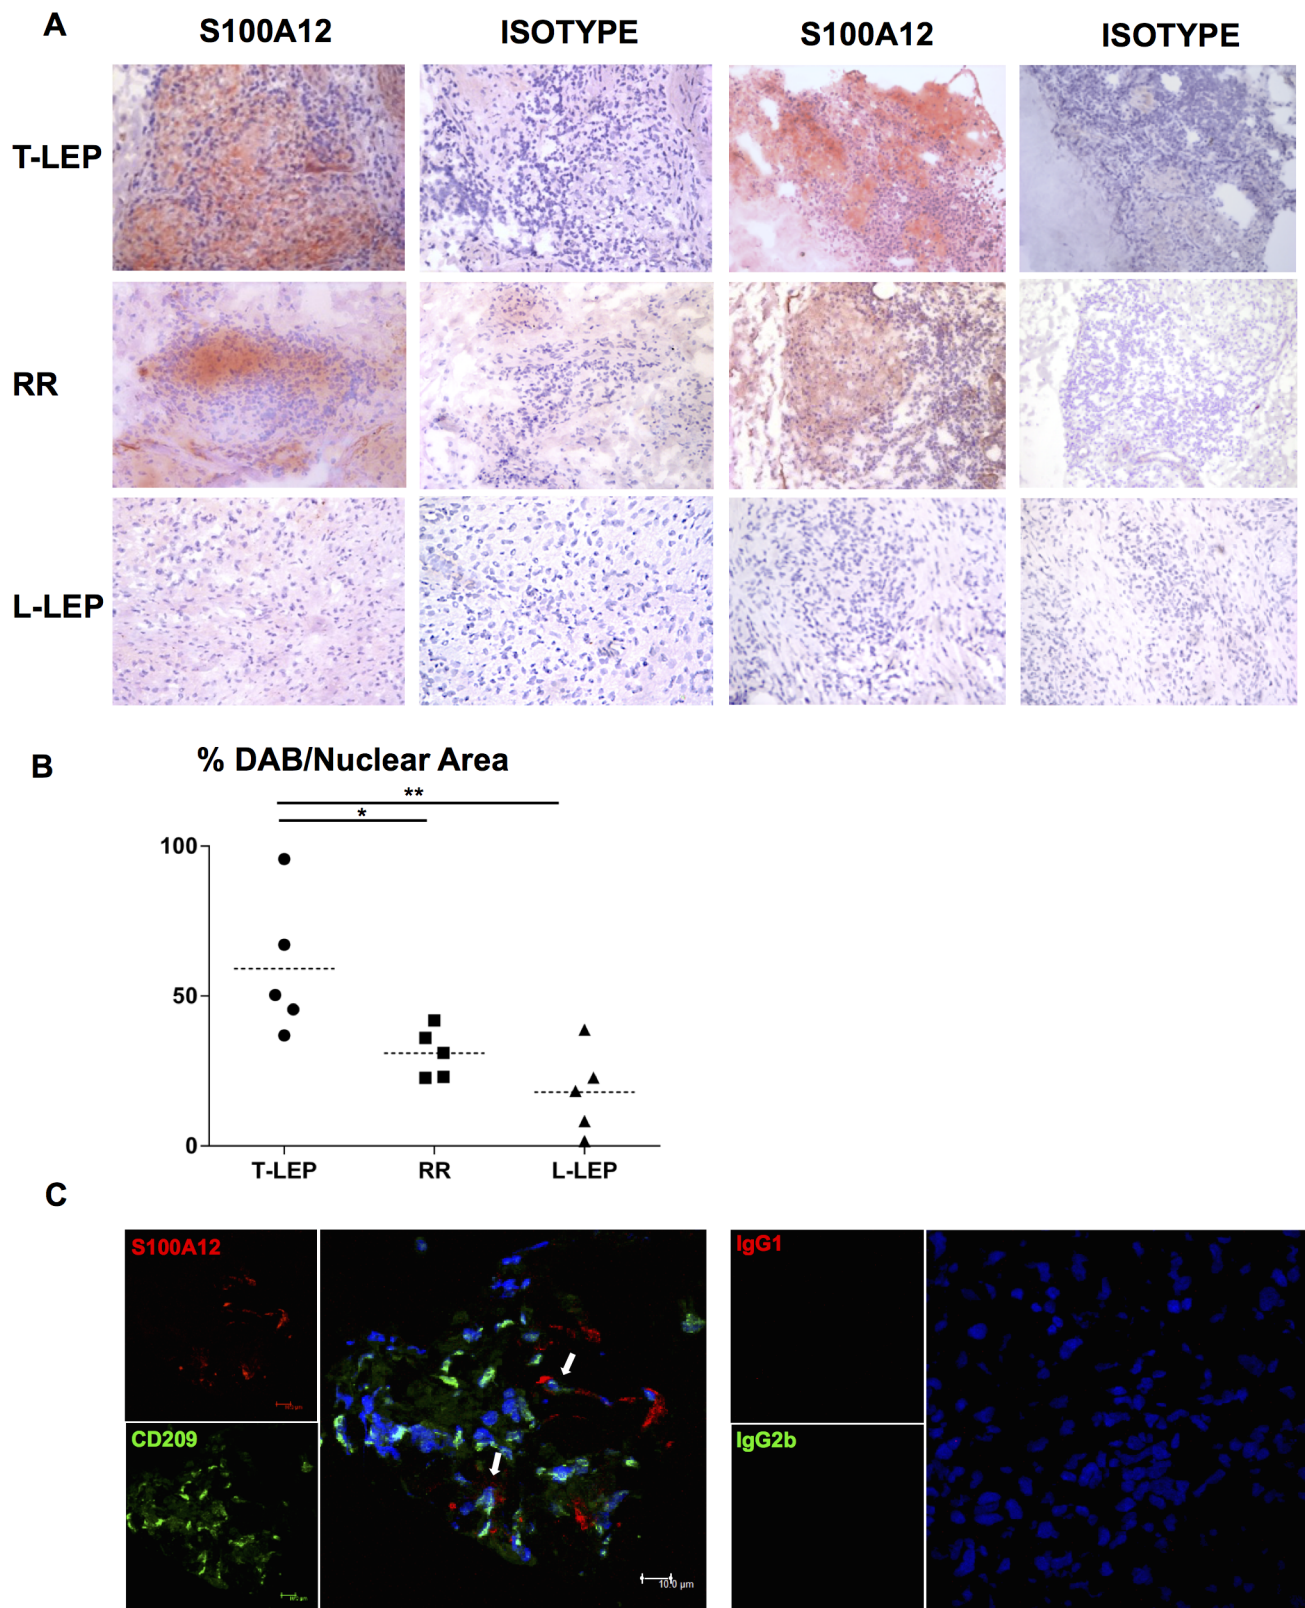 A
S100A12 ISOTYPE S100A12 ISOTYPE
T-LEP
RR
L-LEP
B
% DAB/Nuclear Area
**
*
100
50
0
T-LEP RR L-LEP
C
S100A12
CD209
10.0 µm
IgG1
IgG2b